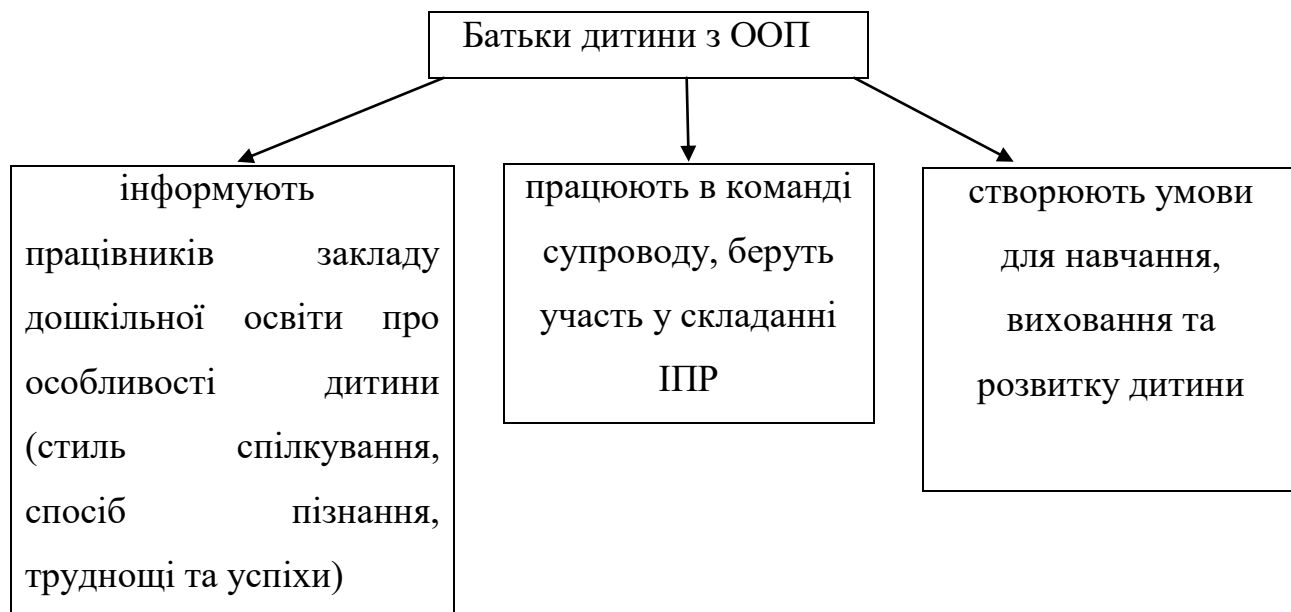 Батьки дитини з ООП
інформують
працівників закладу
дошкільної освіти про
особливості дитини
(стиль спілкування,
спосіб пізнання,
труднощі та успіхи)
працюють в команді
супроводу, беруть
участь у складанні
ІПР
створюють умови
для навчання,
виховання та
розвитку дитини